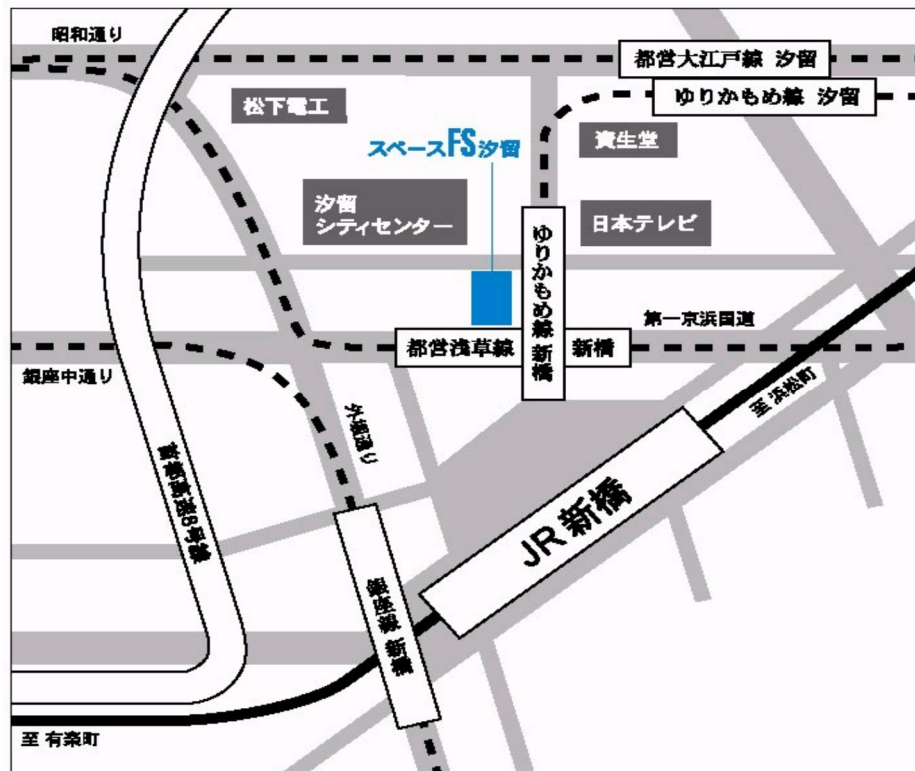 昭和通り
都営大江戸線 汐留
ゆりかもめ線 汐留
松下電工
スペースFS汐留
資生堂
汐留
シティセンター
日本テレビ
ゆりかもめ線 新橋
第一京浜国道
都営浅草線
新橋
銀座中通り
至 浜松町
外堀通り
首都高速8号線
JR 新橋
銀座線 新橋
至 有楽町